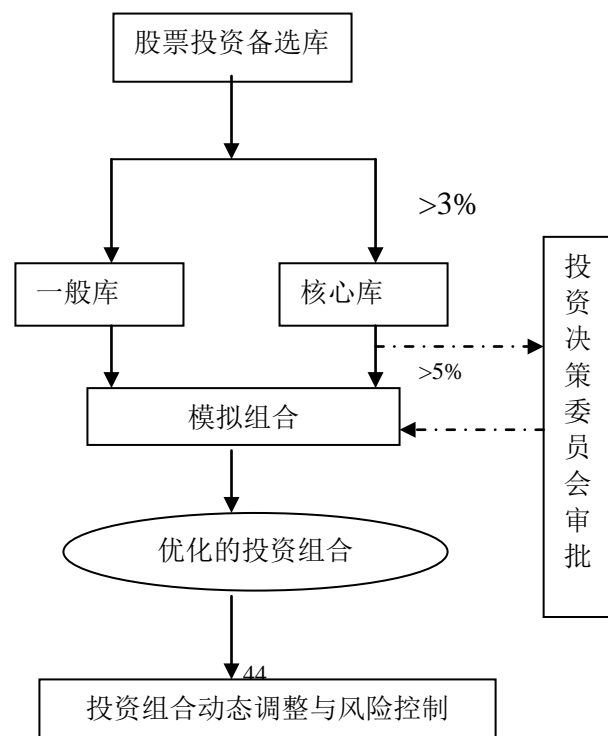 股票投资备选库
>3%
一般库
核心库
>5%
模拟组合
投资决策委员会审批
优化的投资组合
44
投资组合动态调整与风险控制